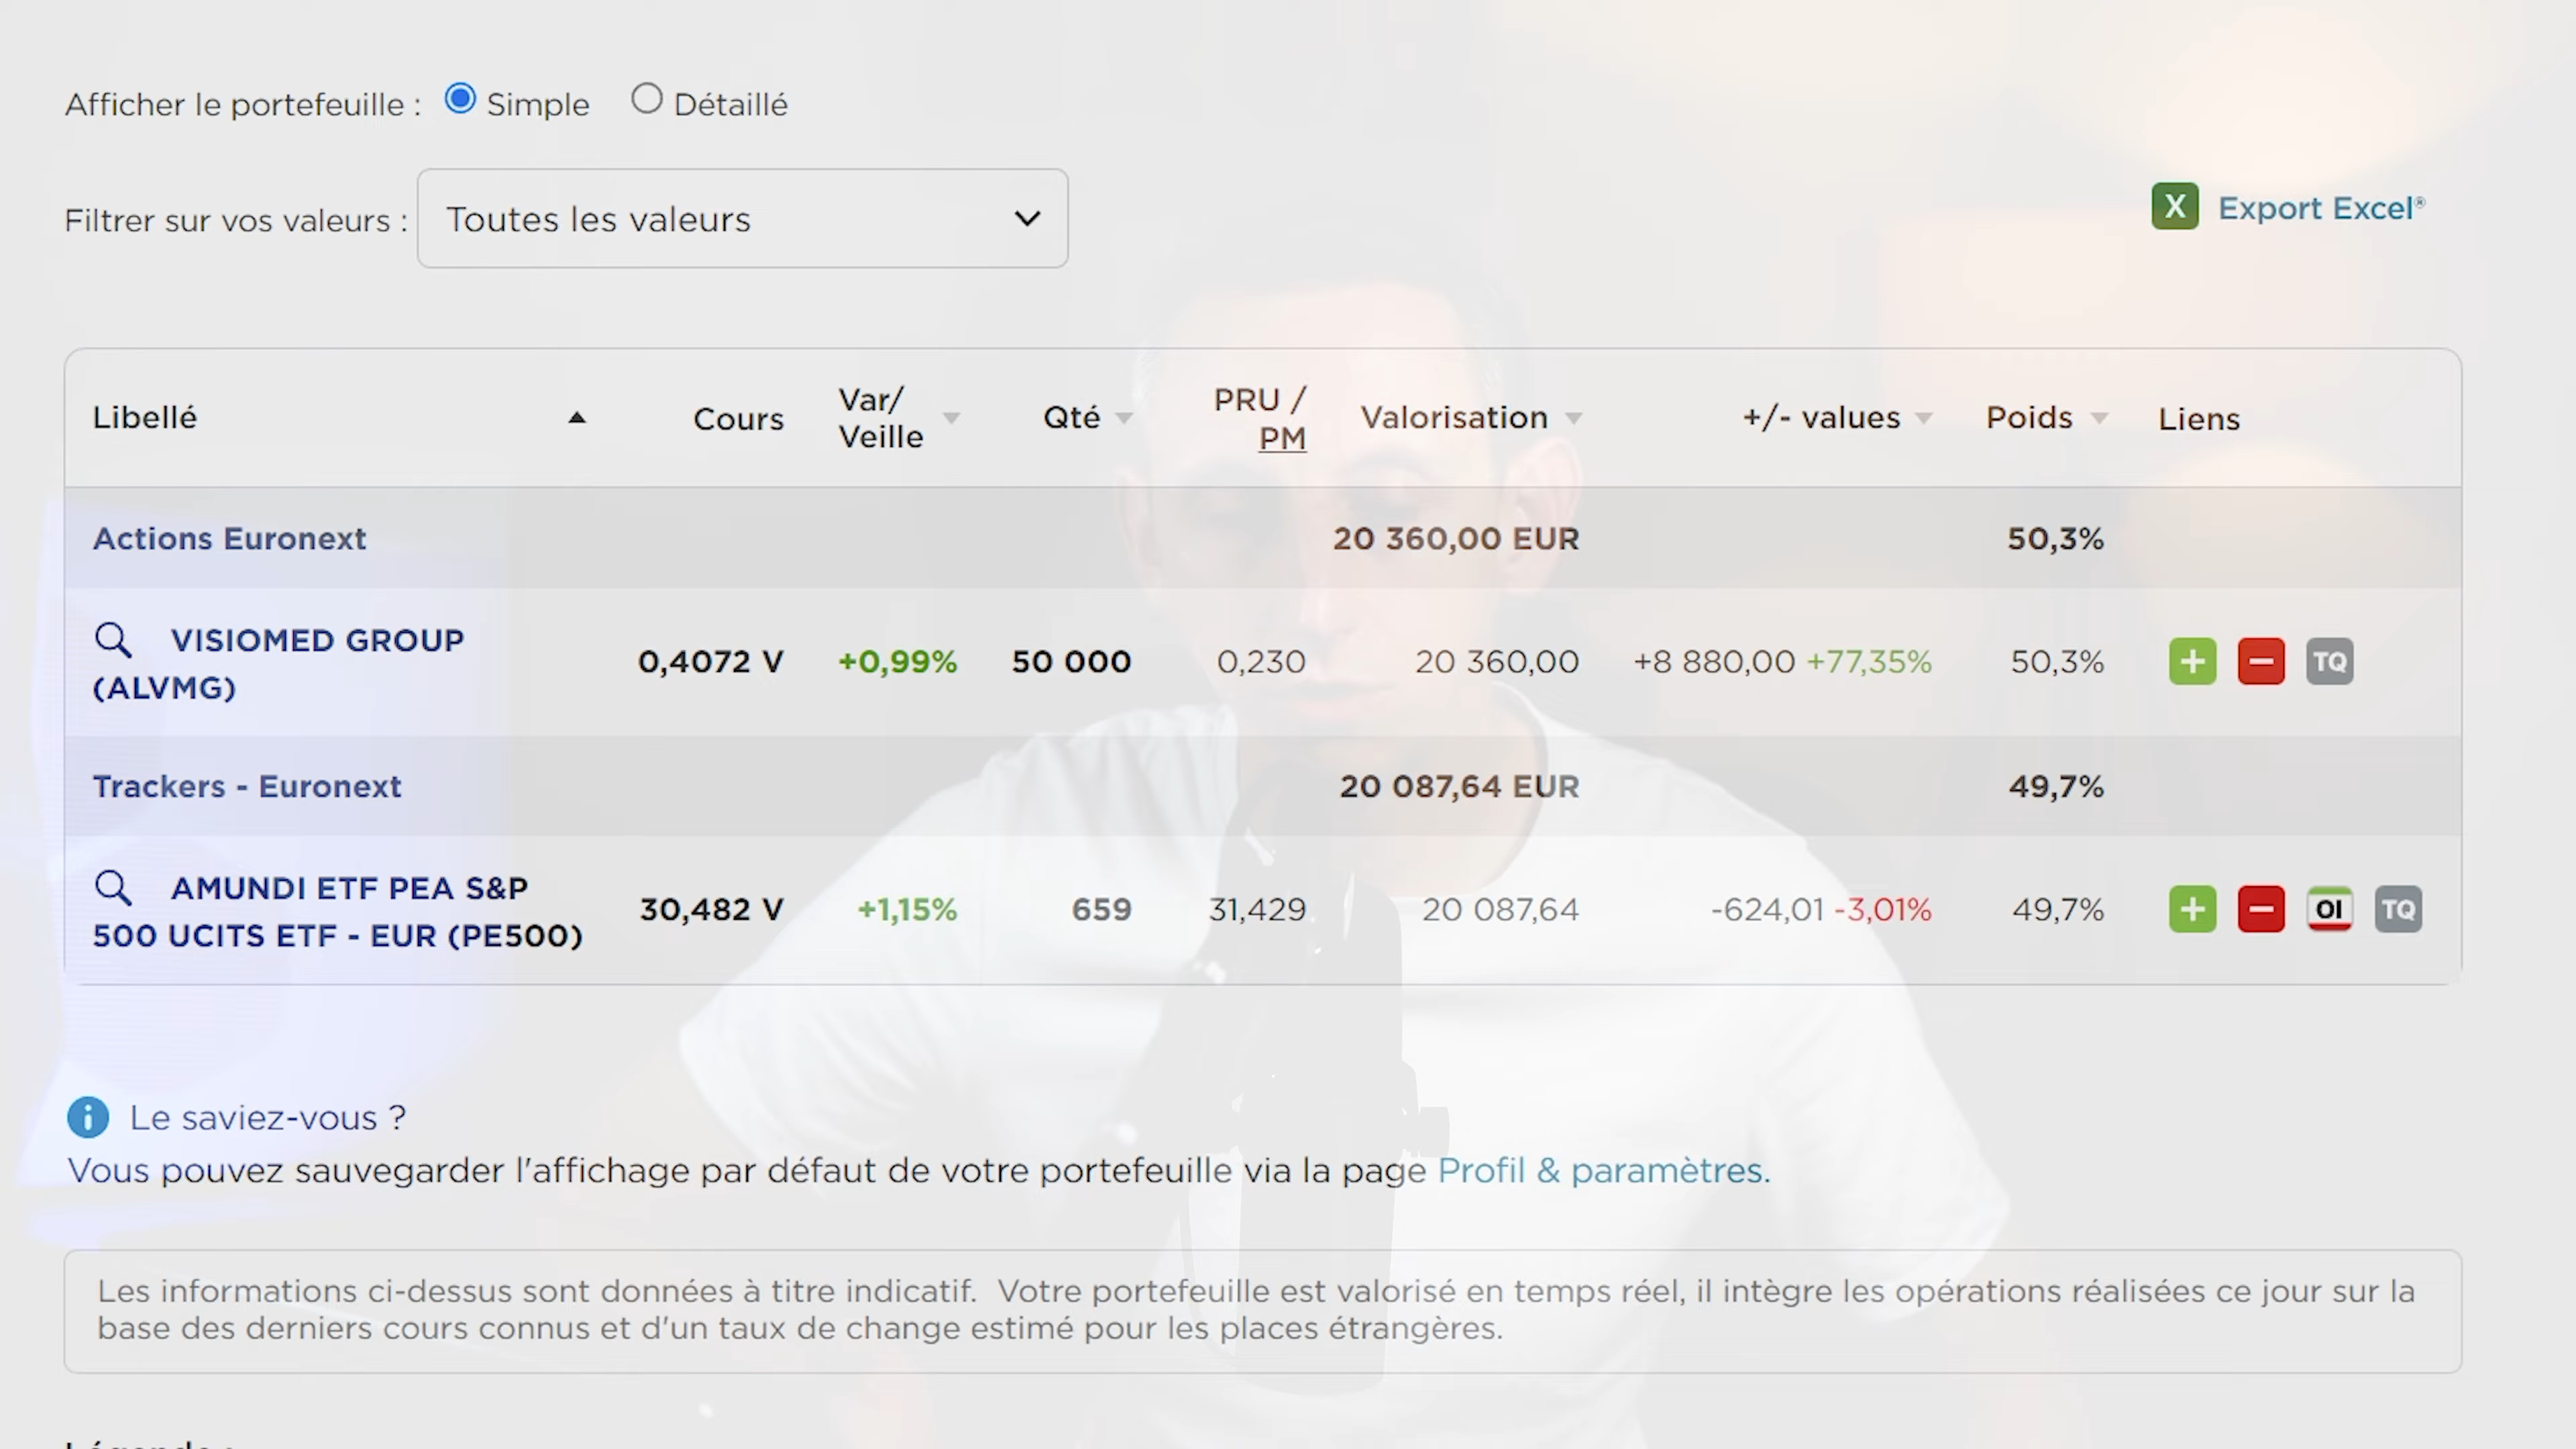 Afficher le portefeuille : Simple Détaillé
Filtrer sur vos valeurs : Toutes les valeurs
X Export Excel®
Libellé Cours Var/ Veille Qté PRU / PM Valorisation +/- values Poids Liens
Actions Euronext 20 360,00 EUR 50,3%
VISIOMED GROUP
(ALVMG) 0,4072 V +0,99% 50 000 0,230 20 360,00 +8 880,00 +77,35% 50,3% + − TQ
Trackers - Euronext 20 087,64 EUR 49,7%
AMUNDI ETF PEA S&P
500 UCITS ETF - EUR (PE500) 30,482 V +1,15% 659 31,429 20 087,64 -624,01 -3,01% 49,7% + − OI TQ
i Le saviez-vous ?
Vous pouvez sauvegarder l'affichage par défaut de votre portefeuille via la page Profil & paramètres.
Les informations ci-dessus sont données à titre indicatif. Votre portefeuille est valorisé en temps réel, il intègre les opérations réalisées ce jour sur la
base des derniers cours connus et d'un taux de change estimé pour les places étrangères.